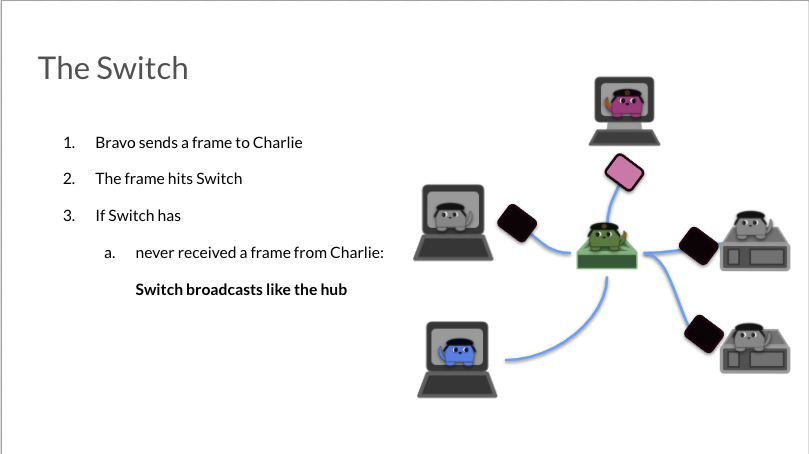 The Switch
1. Bravo sends a frame to Charlie
2. The frame hits Switch
3. If Switch has
a. never received a frame from Charlie:
Switch broadcasts like the hub